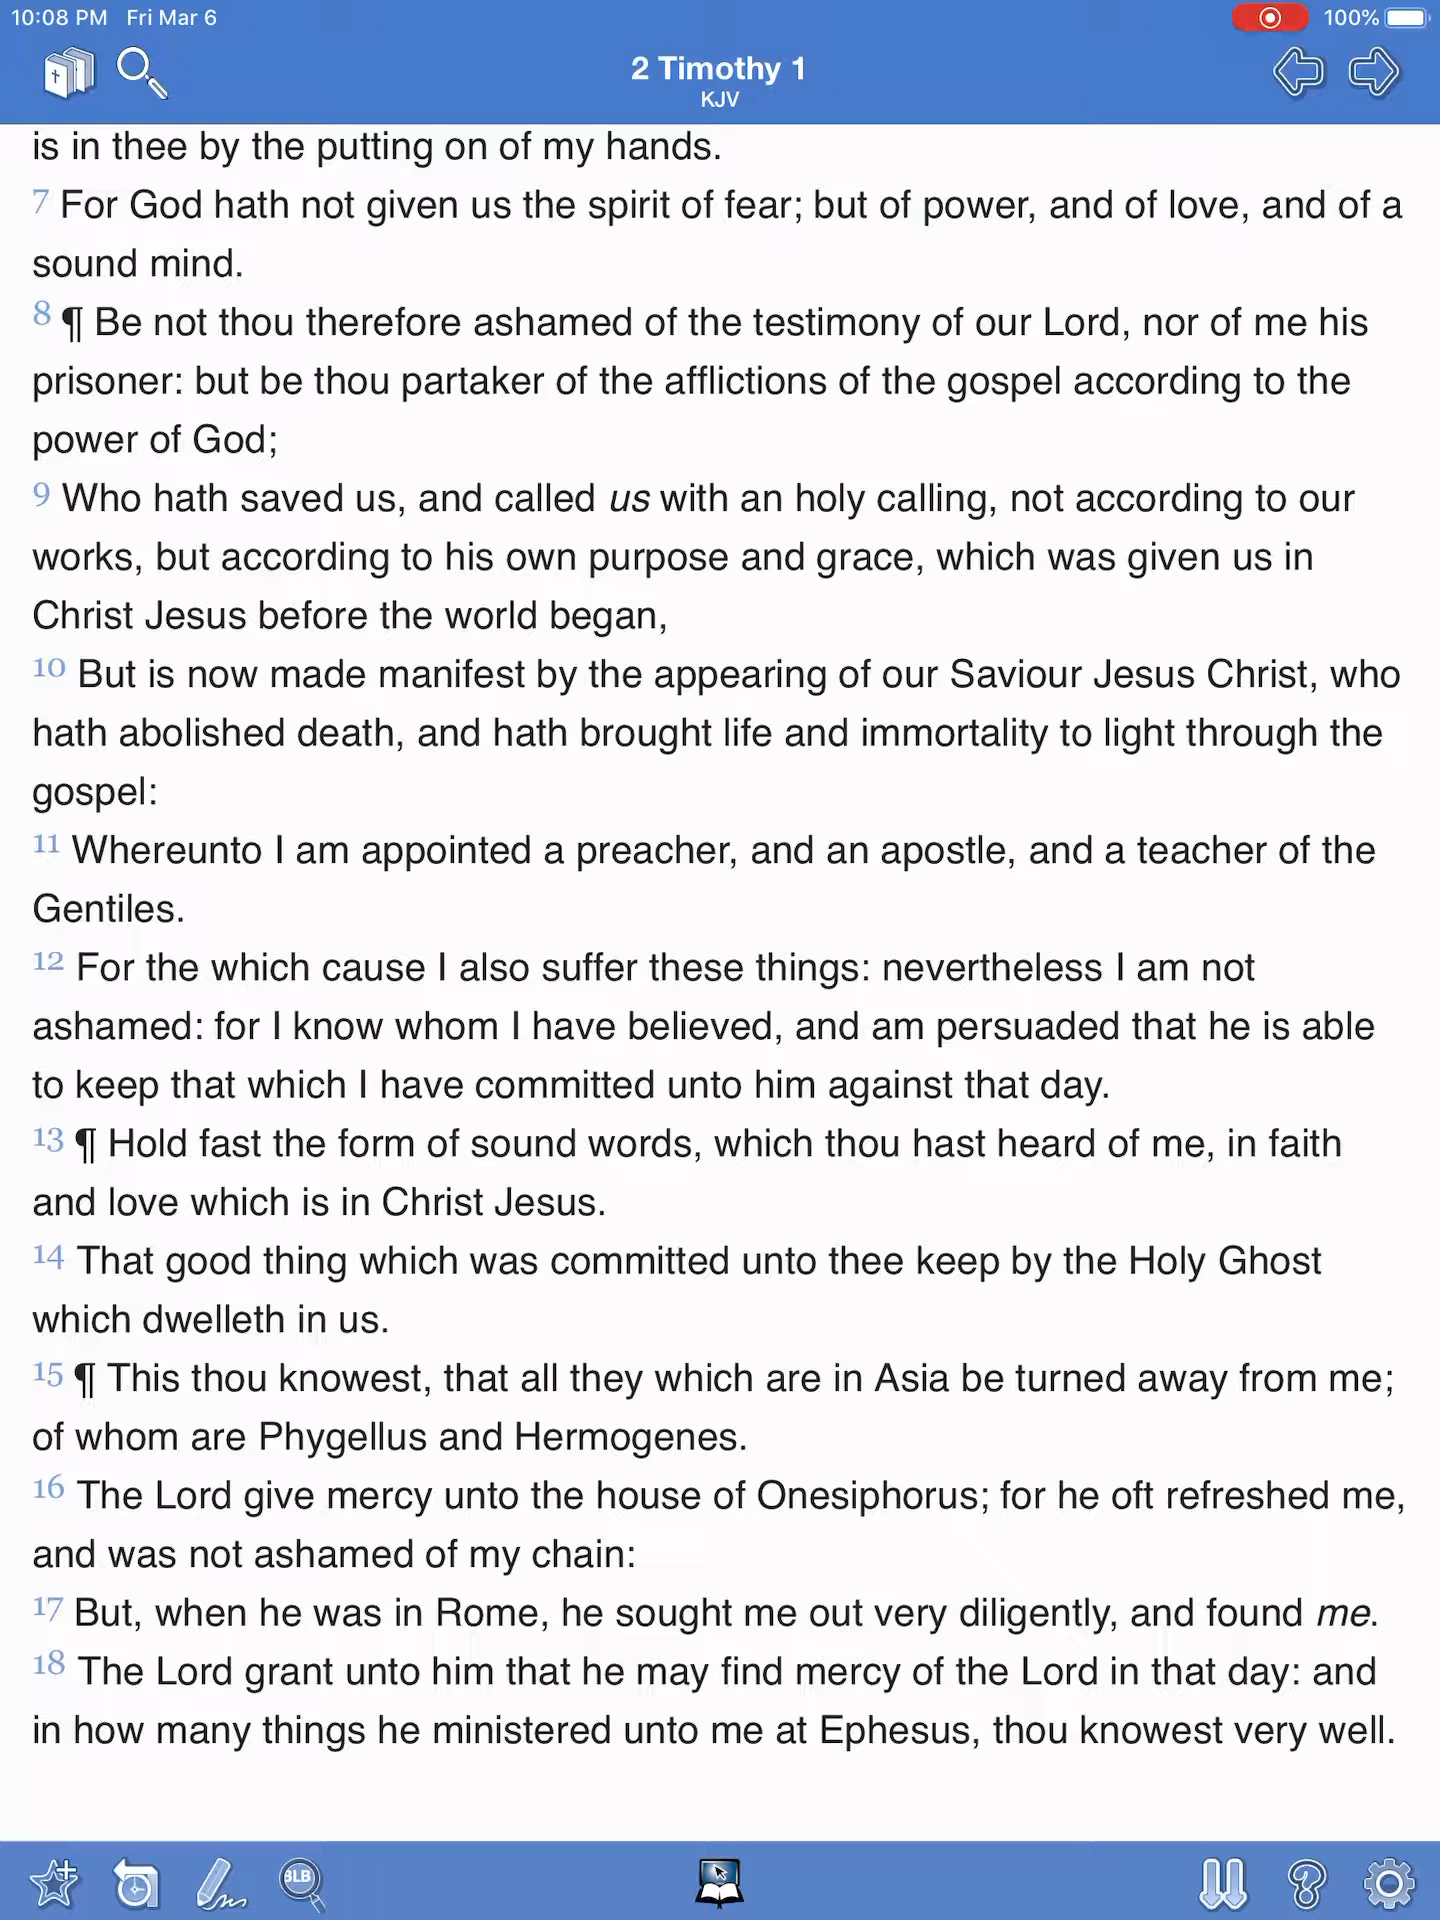 10:08 PM Fri Mar 6 100%
2 Timothy 1
KJV
is in thee by the putting on of my hands.
7 For God hath not given us the spirit of fear; but of power, and of love, and of a
sound mind.
8 ¶ Be not thou therefore ashamed of the testimony of our Lord, nor of me his
prisoner: but be thou partaker of the afflictions of the gospel according to the
power of God;
9 Who hath saved us, and called us with an holy calling, not according to our
works, but according to his own purpose and grace, which was given us in
Christ Jesus before the world began,
10 But is now made manifest by the appearing of our Saviour Jesus Christ, who
hath abolished death, and hath brought life and immortality to light through the
gospel:
11 Whereunto I am appointed a preacher, and an apostle, and a teacher of the
Gentiles.
12 For the which cause I also suffer these things: nevertheless I am not
ashamed: for I know whom I have believed, and am persuaded that he is able
to keep that which I have committed unto him against that day.
13 ¶ Hold fast the form of sound words, which thou hast heard of me, in faith
and love which is in Christ Jesus.
14 That good thing which was committed unto thee keep by the Holy Ghost
which dwelleth in us.
15 ¶ This thou knowest, that all they which are in Asia be turned away from me;
of whom are Phygellus and Hermogenes.
16 The Lord give mercy unto the house of Onesiphorus; for he oft refreshed me,
and was not ashamed of my chain:
17 But, when he was in Rome, he sought me out very diligently, and found me.
18 The Lord grant unto him that he may find mercy of the Lord in that day: and
in how many things he ministered unto me at Ephesus, thou knowest very well.
BLB